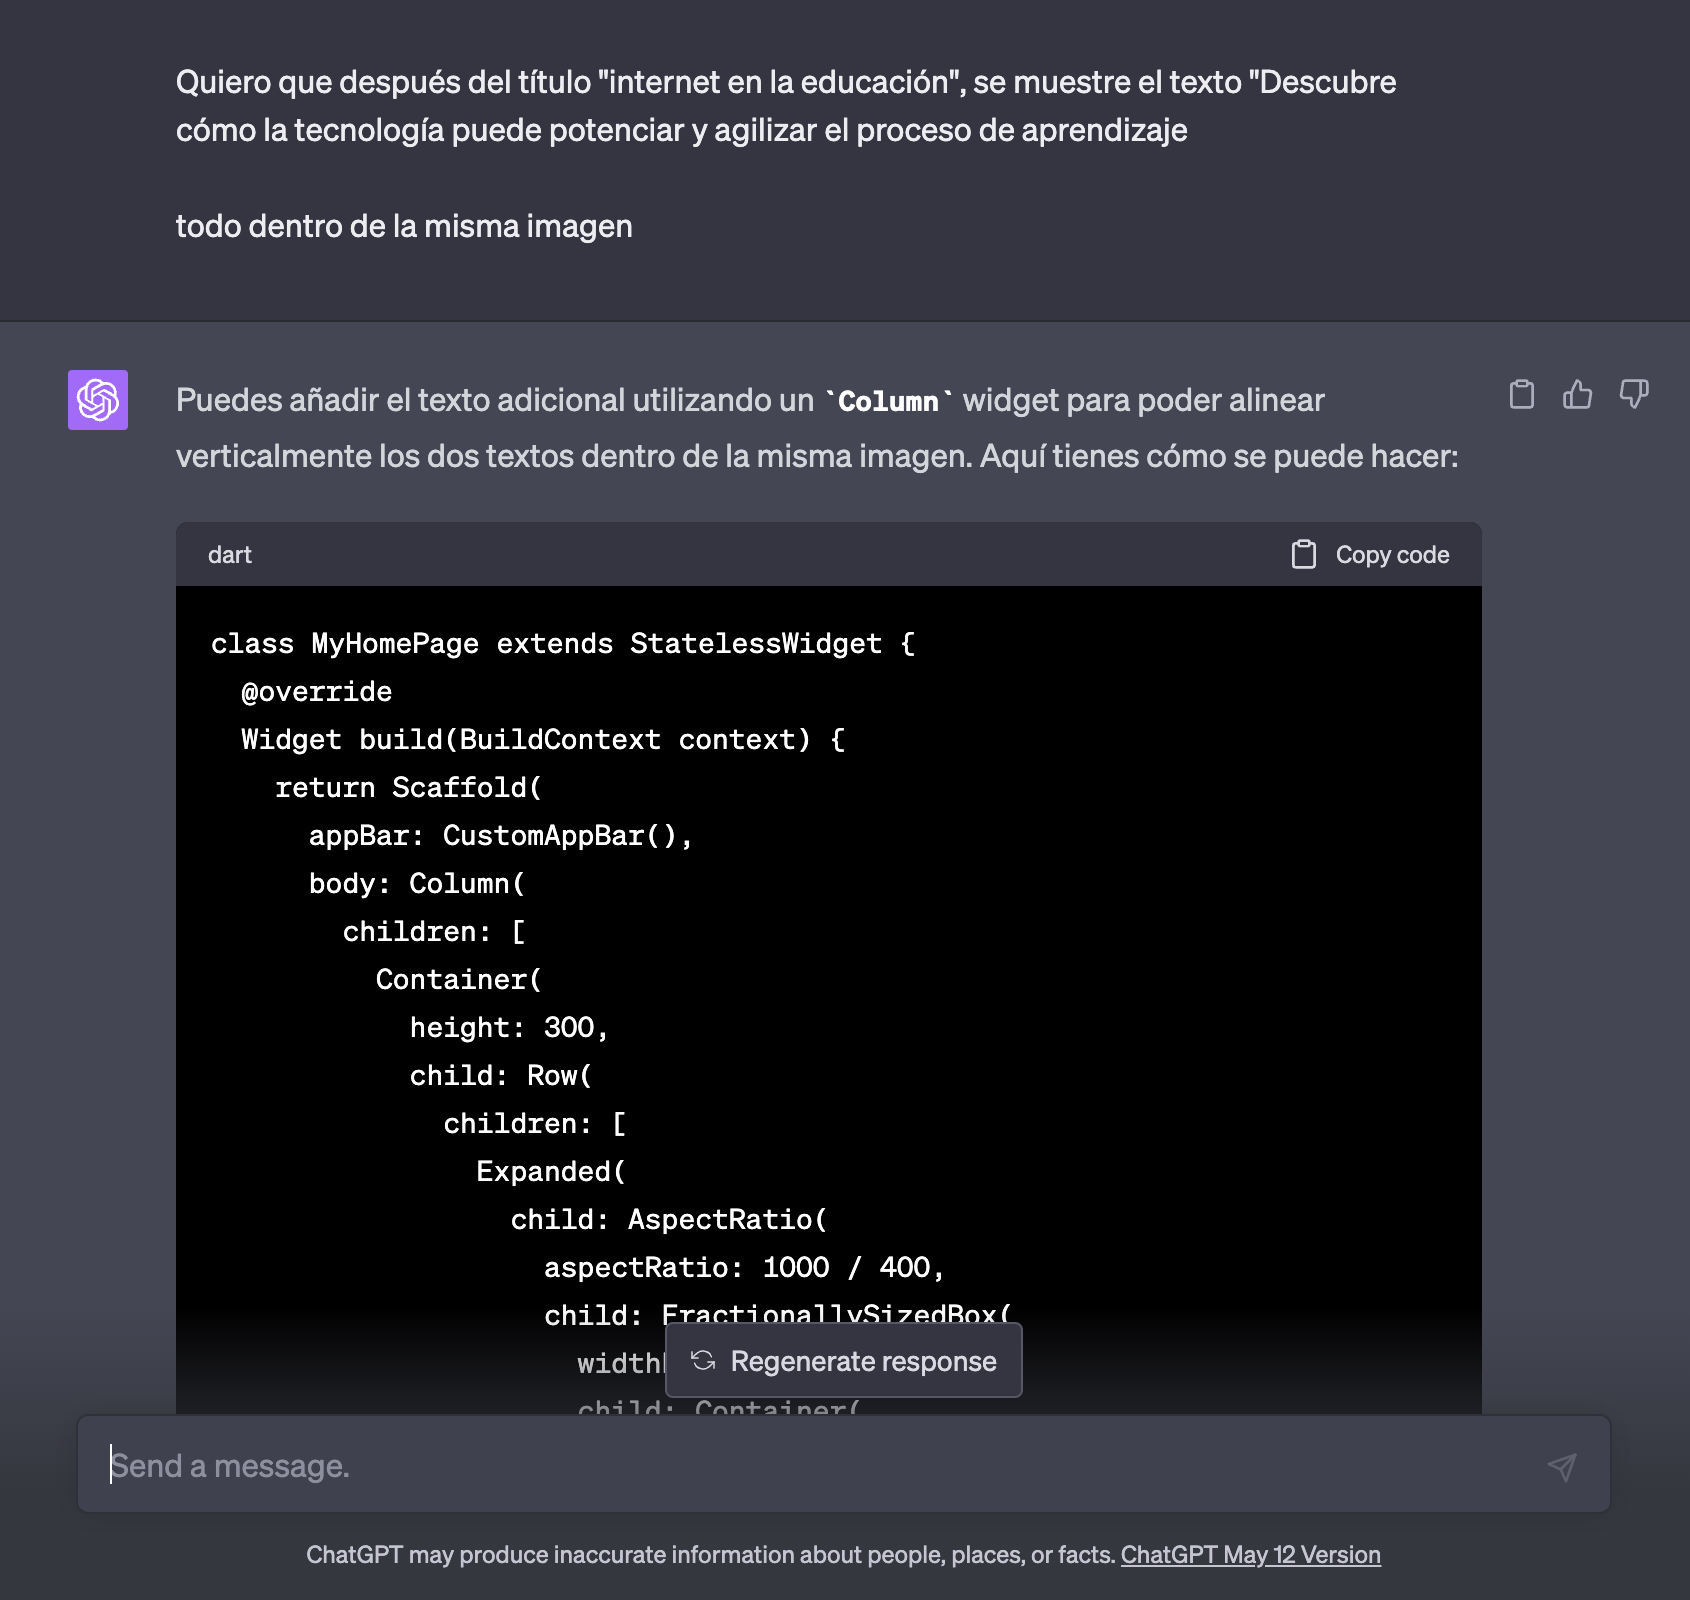 Quiero que después del título "internet en la educación", se muestre el texto "Descubre
cómo la tecnología puede potenciar y agilizar el proceso de aprendizaje
todo dentro de la misma imagen
Puedes añadir el texto adicional utilizando un `Column` widget para poder alinear
verticalmente los dos textos dentro de la misma imagen. Aquí tienes cómo se puede hacer:
dart
Copy code
class MyHomePage extends StatelessWidget {
  @override
  Widget build(BuildContext context) {
    return Scaffold(
      appBar: CustomAppBar(),
      body: Column(
        children: [
          Container(
            height: 300,
            child: Row(
              children: [
                Expanded(
                  child: AspectRatio(
                    aspectRatio: 1000 / 400,
                    child: FractionallySizedBox(
                      child: Container(
Regenerate response
Send a message.
ChatGPT may produce inaccurate information about people, places, or facts. ChatGPT May 12 Version